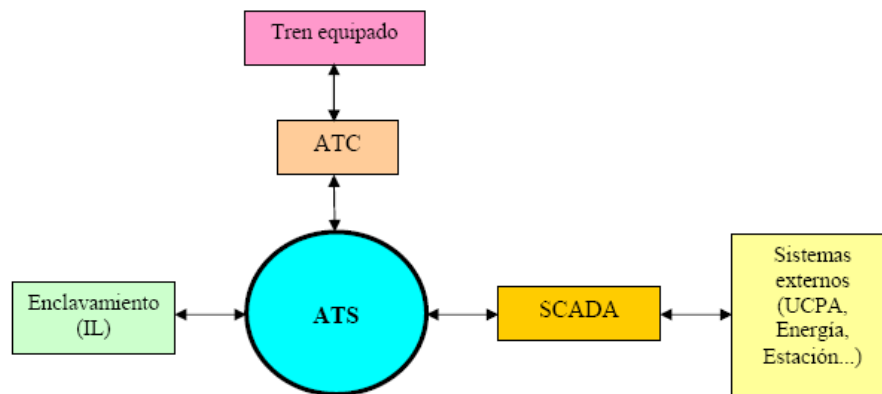 Tren equipado
ATC
Enclavamiento
(IL)
ATS
SCADA
Sistemas
externos
(UCPA,
Energía,
Estación...)